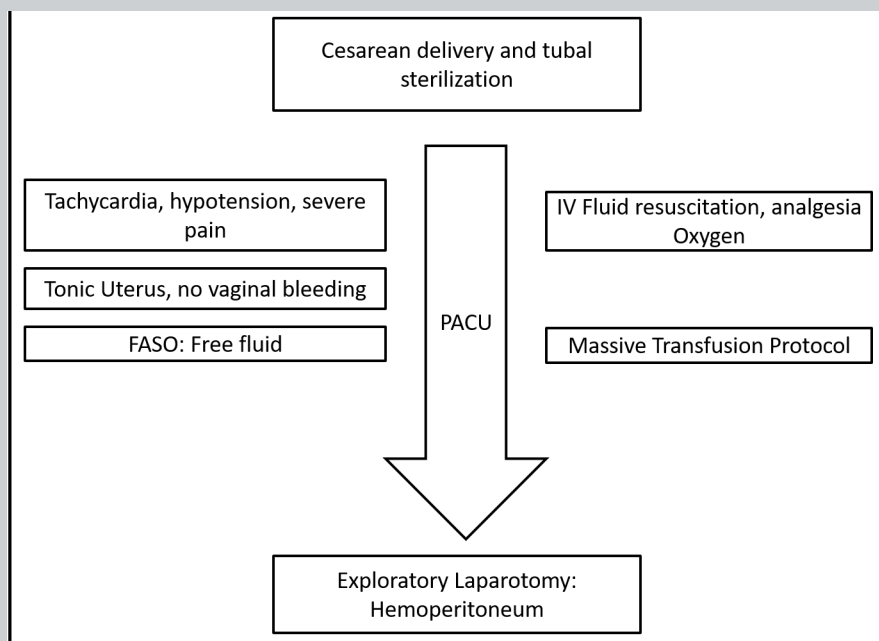 Cesarean delivery and tubal
sterilization
Tachycardia, hypotension, severe
pain
Tonic Uterus, no vaginal bleeding
FASO: Free fluid
PACU
IV Fluid resuscitation, analgesia
Oxygen
Massive Transfusion Protocol
Exploratory Laparotomy:
Hemoperitoneum